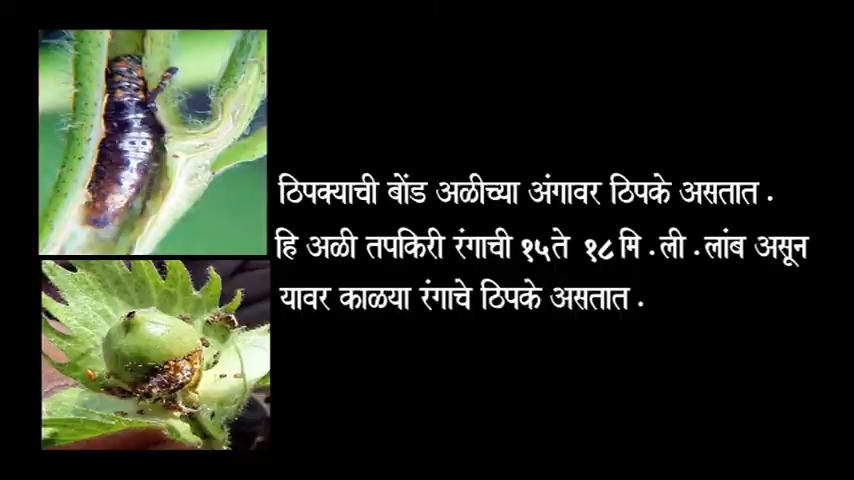 ठिपक्याची बोंड अळीच्या अंगावर ठिपके असतात .
हि अळी तपकिरी रंगाची १५ते १८ मि .ली .लांब असून
यावर काळया रंगाचे ठिपके असतात .